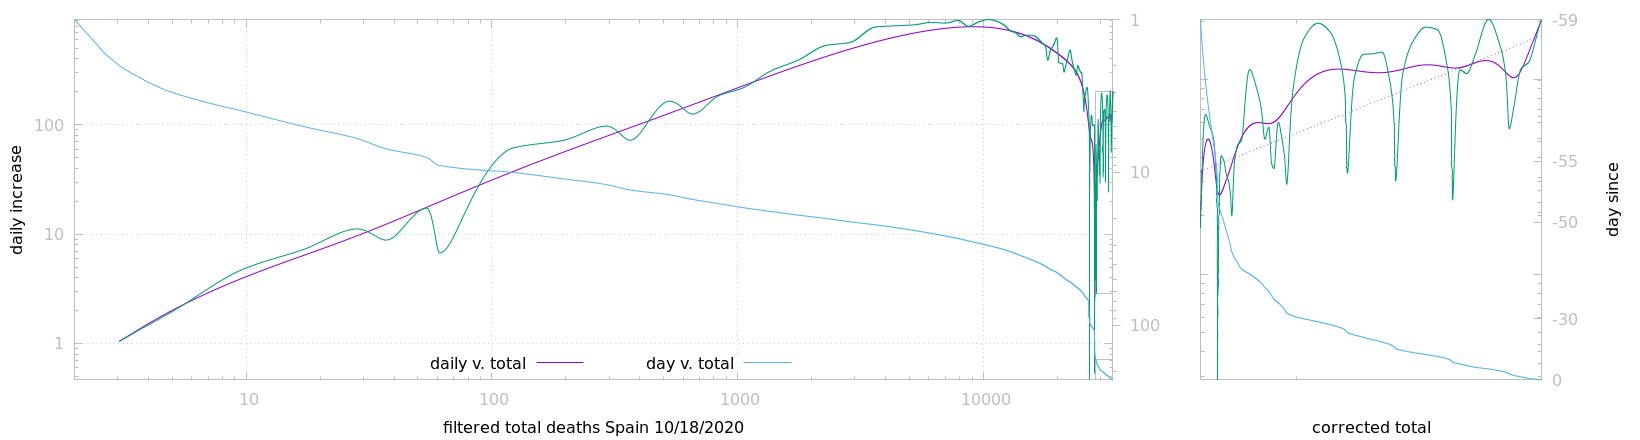 daily increase
100
10
1
10
100
1000
10000
1
10
100
daily v. total
day v. total
filtered total deaths Spain 10/18/2020
-59
-55
-50
-30
0
day since
corrected total